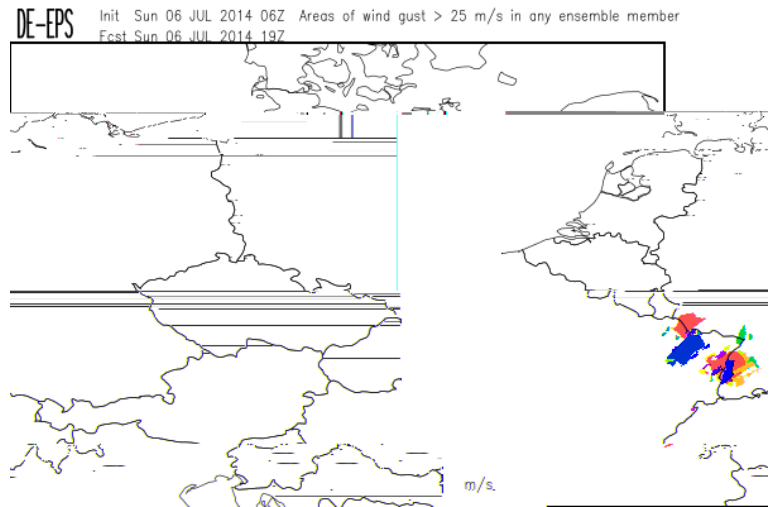 DE-EPS
Init Sun 06 JUL 2014 06Z Areas of wind gust > 25 m/s in any ensemble member
Fcst Sun 06 JUL 2014 19Z
m/s